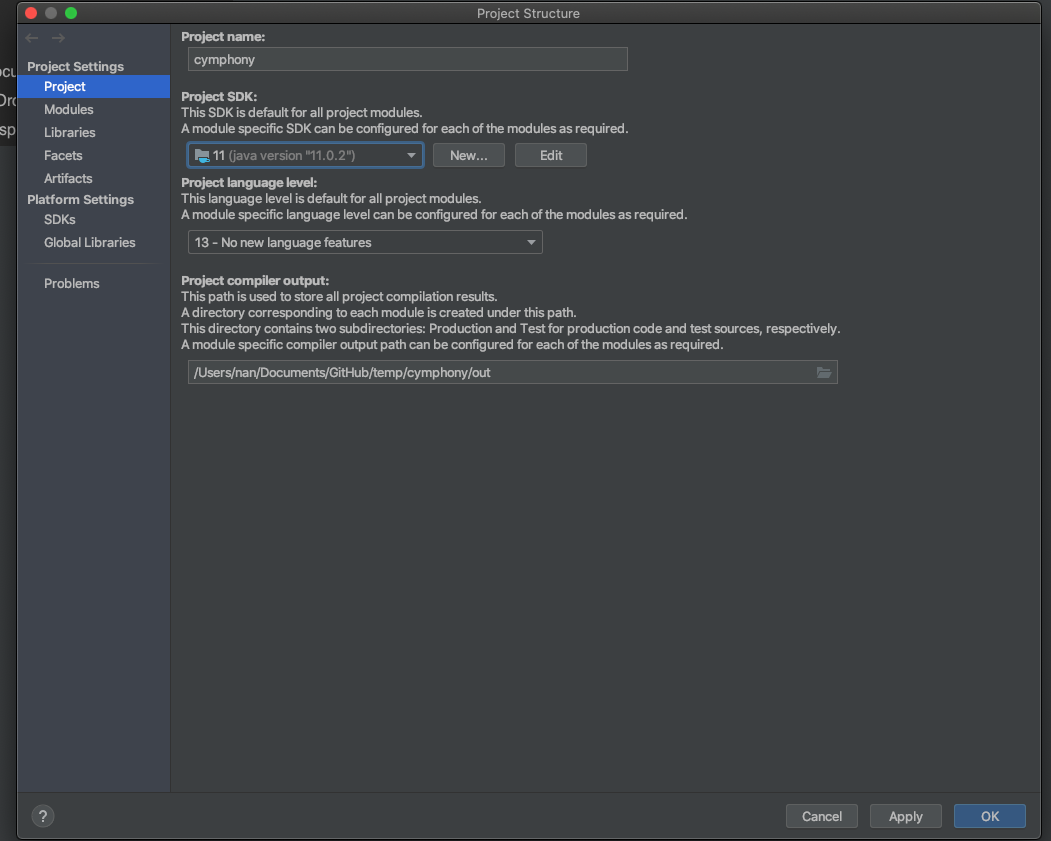 Project Structure
Project name:
cymphony
Project Settings
Project
Modules
Libraries
Facets
Artifacts
Platform Settings
SDKs
Global Libraries
Problems
Project SDK:
This SDK is default for all project modules.
A module specific SDK can be configured for each of the modules as required.
11 (java version "11.0.2")
New...
Edit
Project language level:
This language level is default for all project modules.
A module specific language level can be configured for each of the modules as required.
13 - No new language features
Project compiler output:
This path is used to store all project compilation results.
A directory corresponding to each module is created under this path.
This directory contains two subdirectories: Production and Test for production code and test sources, respectively.
A module specific compiler output path can be configured for each of the modules as required.
/Users/nan/Documents/GitHub/temp/cymphony/out
?
Cancel
Apply
OK